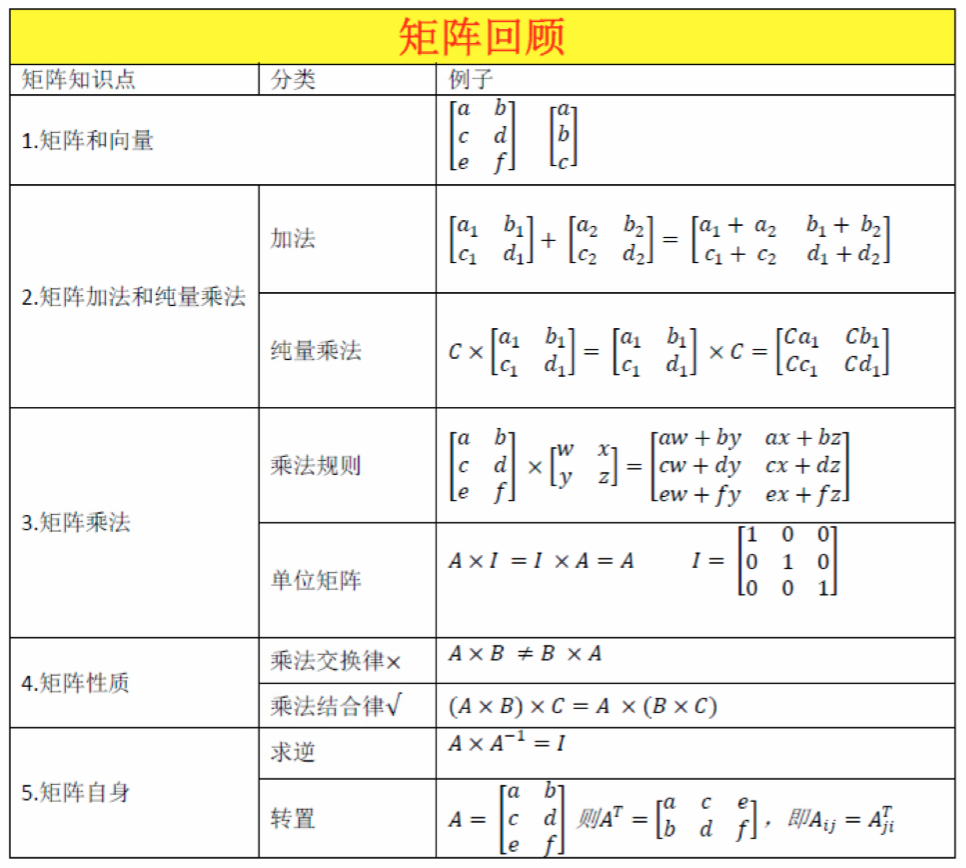 矩阵回顾
矩阵知识点 分类 例子
1.矩阵和向量 $\begin{bmatrix} a & b \\ c & d \\ e & f \end{bmatrix}$ $\begin{bmatrix} a \\ b \\ c \end{bmatrix}$
2.矩阵加法和纯量乘法
加法 $\begin{bmatrix} a_1 & b_1 \\ c_1 & d_1 \end{bmatrix} + \begin{bmatrix} a_2 & b_2 \\ c_2 & d_2 \end{bmatrix} = \begin{bmatrix} a_1 + a_2 & b_1 + b_2 \\ c_1 + c_2 & d_1 + d_2 \end{bmatrix}$
纯量乘法 $C \times \begin{bmatrix} a_1 & b_1 \\ c_1 & d_1 \end{bmatrix} = \begin{bmatrix} a_1 & b_1 \\ c_1 & d_1 \end{bmatrix} \times C = \begin{bmatrix} Ca_1 & Cb_1 \\ Cc_1 & Cd_1 \end{bmatrix}$
3.矩阵乘法
乘法规则 $\begin{bmatrix} a & b \\ c & d \\ e & f \end{bmatrix} \times \begin{bmatrix} w & x \\ y & z \end{bmatrix} = \begin{bmatrix} aw + by & ax + bz \\ cw + dy & cx + dz \\ ew + fy & ex + fz \end{bmatrix}$
单位矩阵 $A \times I = I \times A = A$ $I = \begin{bmatrix} 1 & 0 & 0 \\ 0 & 1 & 0 \\ 0 & 0 & 1 \end{bmatrix}$
4.矩阵性质
乘法交换律× $A \times B \neq B \times A$
乘法结合律√ $(A \times B) \times C = A \times (B \times C)$
5.矩阵自身
求逆 $A \times A^{-1} = I$
转置 $A = \begin{bmatrix} a & b \\ c & d \\ e & f \end{bmatrix}$ 则$A^T = \begin{bmatrix} a & c & e \\ b & d & f \end{bmatrix}$，即$A_{ij} = A_{ji}^T$